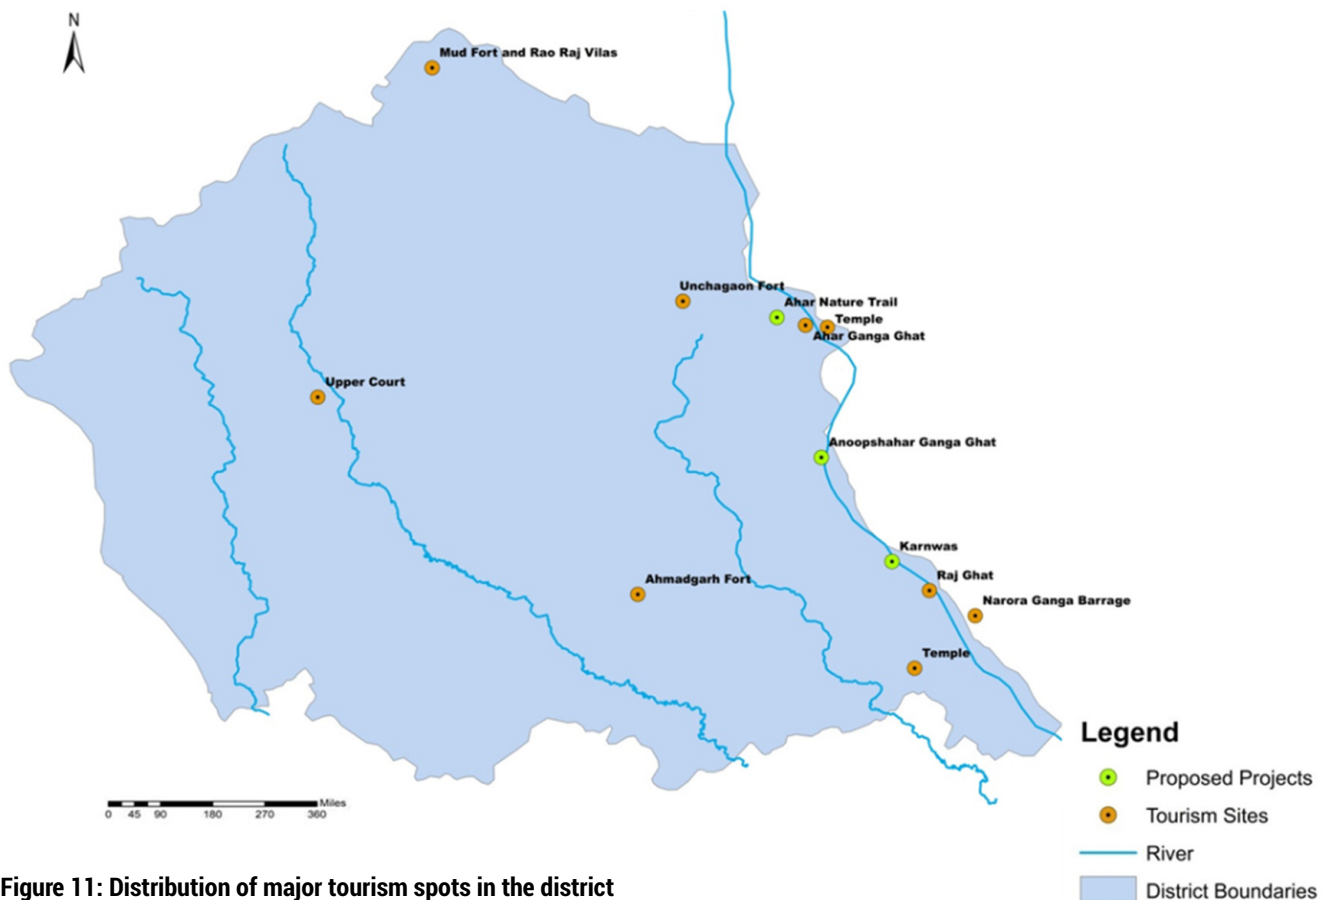 N
Mud Fort and Rao Raj Vilas
Unchagaon Fort
Ahar Nature Trail
Temple
Ahar Ganga Ghat
Upper Court
Anoopshahar Ganga Ghat
Karnwas
Raj Ghat
Ahmadgarh Fort
Narora Ganga Barrage
Temple
Legend
Proposed Projects
Tourism Sites
River
District Boundaries
Miles
0 45 90 180 270 360
Figure 11: Distribution of major tourism spots in the district